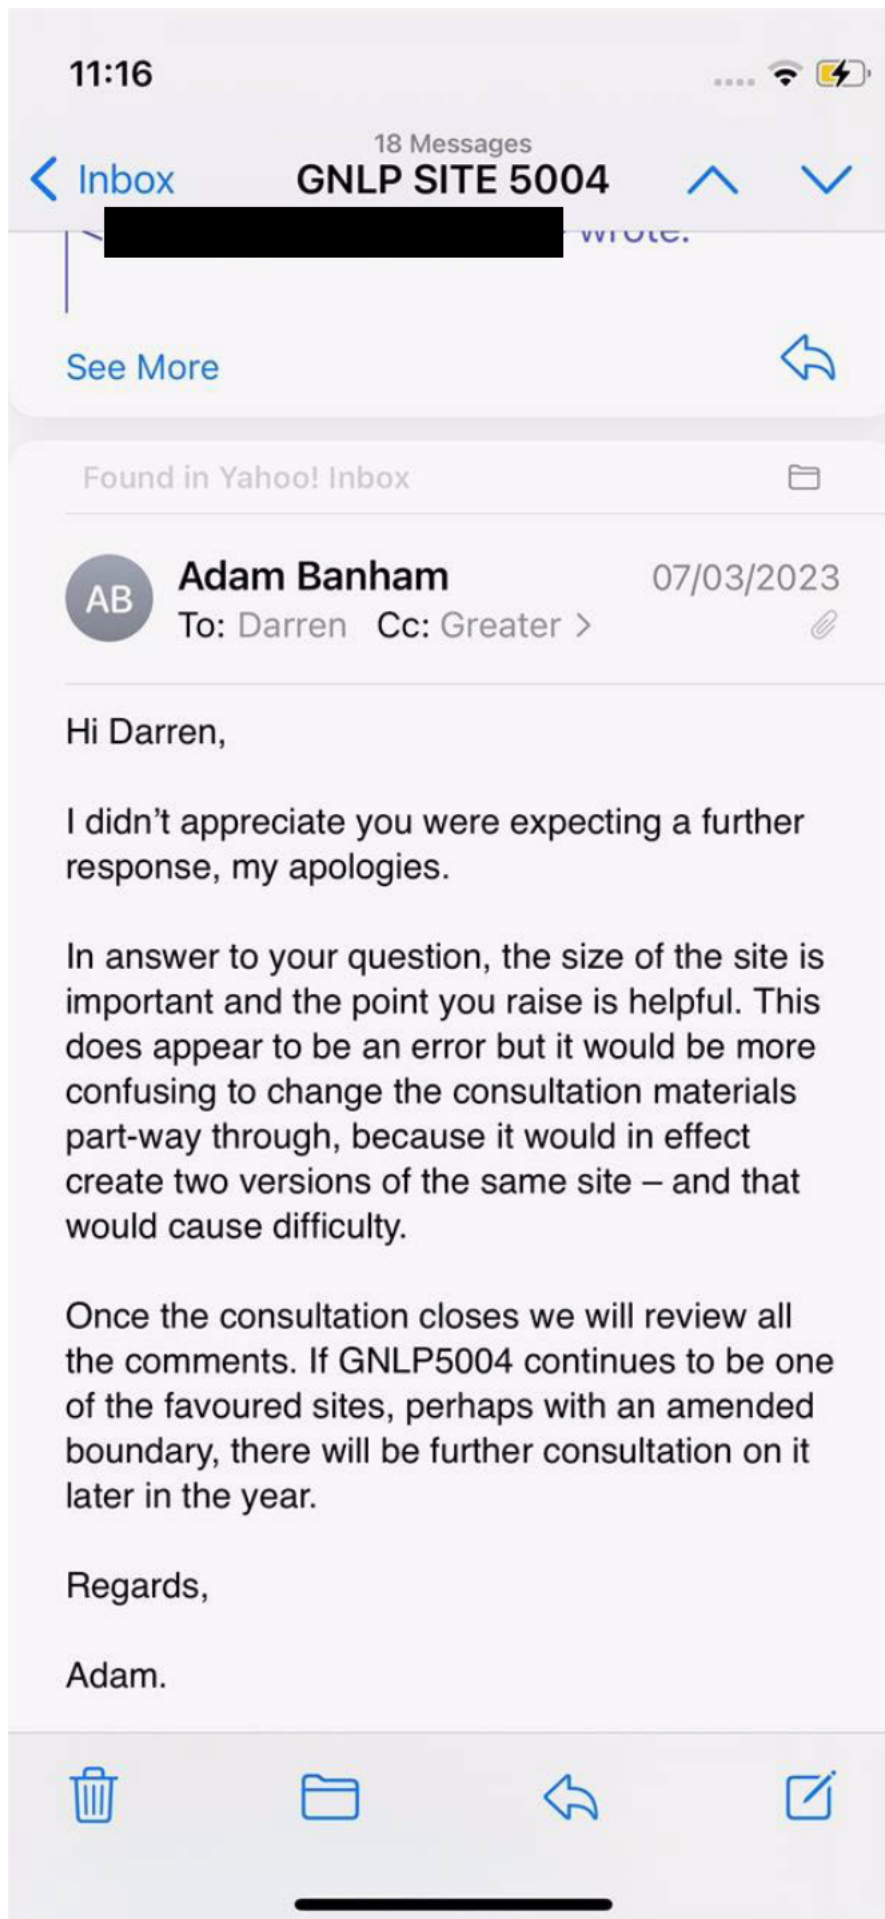 11:16
18 Messages
Inbox
GNLP SITE 5004
wrote:
See More
Found in Yahoo! Inbox
AB
Adam Banham
07/03/2023
To: Darren Cc: Greater >
Hi Darren,
I didn’t appreciate you were expecting a further
response, my apologies.
In answer to your question, the size of the site is
important and the point you raise is helpful. This
does appear to be an error but it would be more
confusing to change the consultation materials
part-way through, because it would in effect
create two versions of the same site – and that
would cause difficulty.
Once the consultation closes we will review all
the comments. If GNLP5004 continues to be one
of the favoured sites, perhaps with an amended
boundary, there will be further consultation on it
later in the year.
Regards,
Adam.